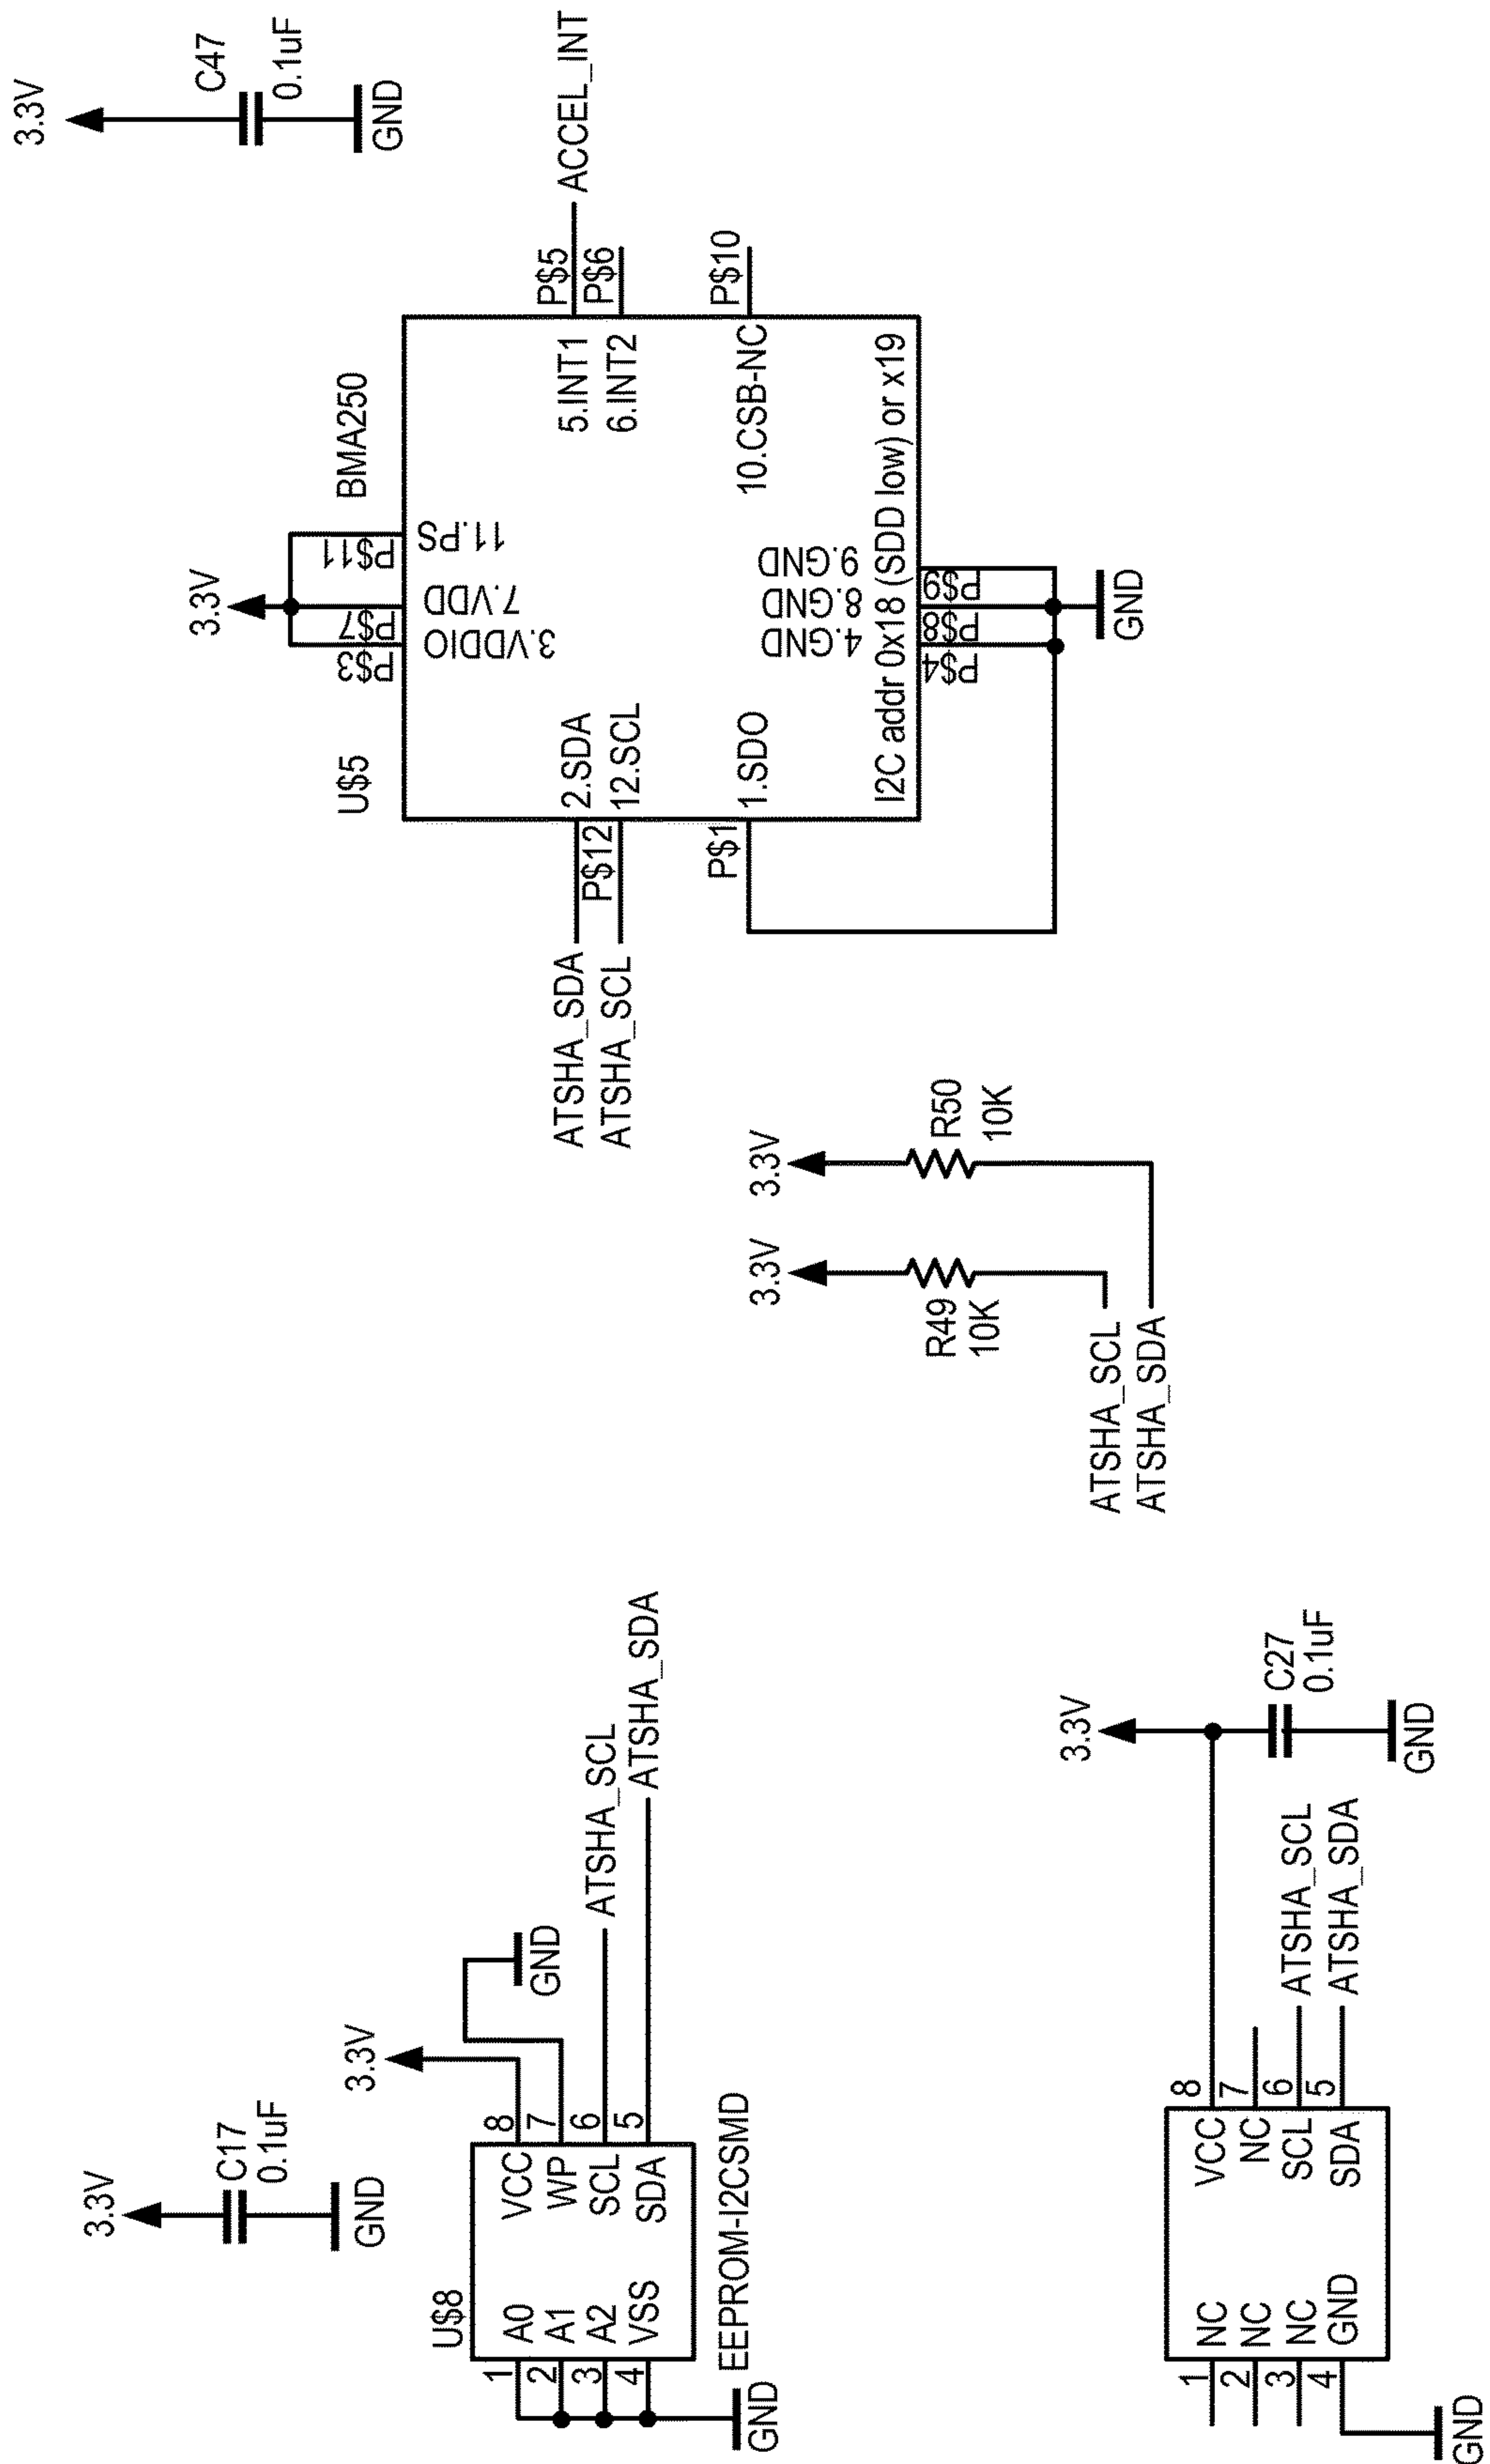 3.3V
C17
0.1uF
GND
U$8
3.3V
GND
1 A0 VCC 8
2 A1 WP 7
3 A2 SCL 6 ATSHA_SCL
4 VSS SDA 5 ATSHA_SDA
EEPROM-I2CSMD
GND
3.3V
C27
0.1uF
GND
1 NC VCC 8
2 NC NC 7
3 NC SCL 6 ATSHA_SCL
4 GND SDA 5 ATSHA_SDA
GND
3.3V
3.3V
R49
10K
R50
10K
ATSHA_SCL
ATSHA_SDA
3.3V
U$5
BMA250
P$3
P$7
P$11
3.VDDIO
7.VDD
11.PS
ATSHA_SDA 2.SDA 5.INT1 P$5 ACCEL_INT
ATSHA_SCL P$12 12.SCL 6.INT2 P$6
P$1 1.SDO 10.CSB-NC P$10
4.GND
8.GND
9.GND
I2C addr 0x18 (SDD low) or x19
P$4
P$8
P$9
GND
3.3V
C47
0.1uF
GND